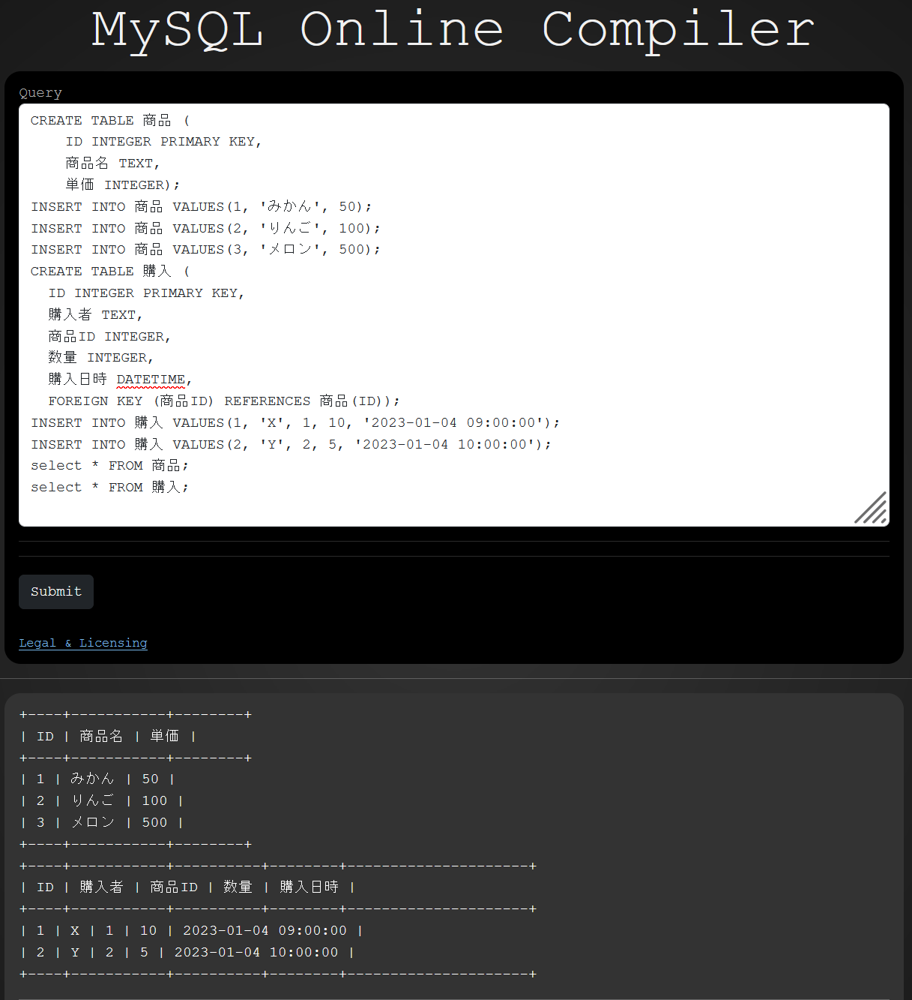 MySQL Online Compiler
Query
CREATE TABLE 商品 (
    ID INTEGER PRIMARY KEY,
    商品名 TEXT,
    単価 INTEGER);
INSERT INTO 商品 VALUES(1, 'みかん', 50);
INSERT INTO 商品 VALUES(2, 'りんご', 100);
INSERT INTO 商品 VALUES(3, 'メロン', 500);
CREATE TABLE 購入 (
  ID INTEGER PRIMARY KEY,
  購入者 TEXT,
  商品ID INTEGER,
  数量 INTEGER,
  購入日時 DATETIME,
  FOREIGN KEY (商品ID) REFERENCES 商品(ID));
INSERT INTO 購入 VALUES(1, 'X', 1, 10, '2023-01-04 09:00:00');
INSERT INTO 購入 VALUES(2, 'Y', 2, 5, '2023-01-04 10:00:00');
select * FROM 商品;
select * FROM 購入;
Submit
Legal & Licensing
+----+-----------+--------+
| ID | 商品名 | 単価 |
+----+-----------+--------+
| 1 | みかん | 50 |
| 2 | りんご | 100 |
| 3 | メロン | 500 |
+----+-----------+--------+
+----+-----------+----------+--------+---------------------+
| ID | 購入者 | 商品ID | 数量 | 購入日時 |
+----+-----------+----------+--------+---------------------+
| 1 | X | 1 | 10 | 2023-01-04 09:00:00 |
| 2 | Y | 2 | 5 | 2023-01-04 10:00:00 |
+----+-----------+----------+--------+---------------------+